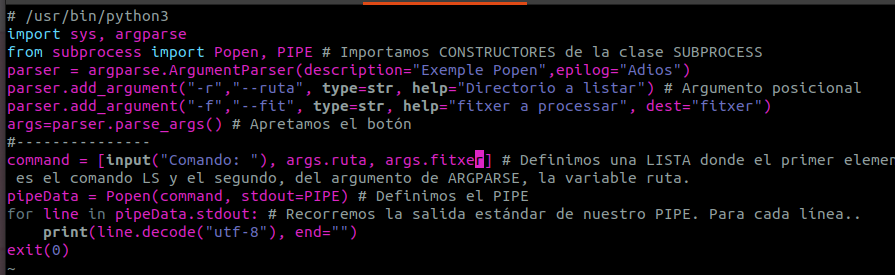 # /usr/bin/python3
import sys, argparse
from subprocess import Popen, PIPE # Importamos CONSTRUCTORES de la clase SUBPROCESS
parser = argparse.ArgumentParser(description="Exemple Popen",epilog="Adios")
parser.add_argument("-r","--ruta", type=str, help="Directorio a listar") # Argumento posicional
parser.add_argument("-f","--fit", type=str, help="fitxer a processar", dest="fitxer")
args=parser.parse_args() # Apretamos el botón
#---------------
command = [input("Comando: "), args.ruta, args.fitxer] # Definimos una LISTA donde el primer elemen
es el comando LS y el segundo, del argumento de ARGPARSE, la variable ruta.
pipeData = Popen(command, stdout=PIPE) # Definimos el PIPE
for line in pipeData.stdout: # Recorremos la salida estándar de nuestro PIPE. Para cada línea..
    print(line.decode("utf-8"), end="")
exit(0)
~